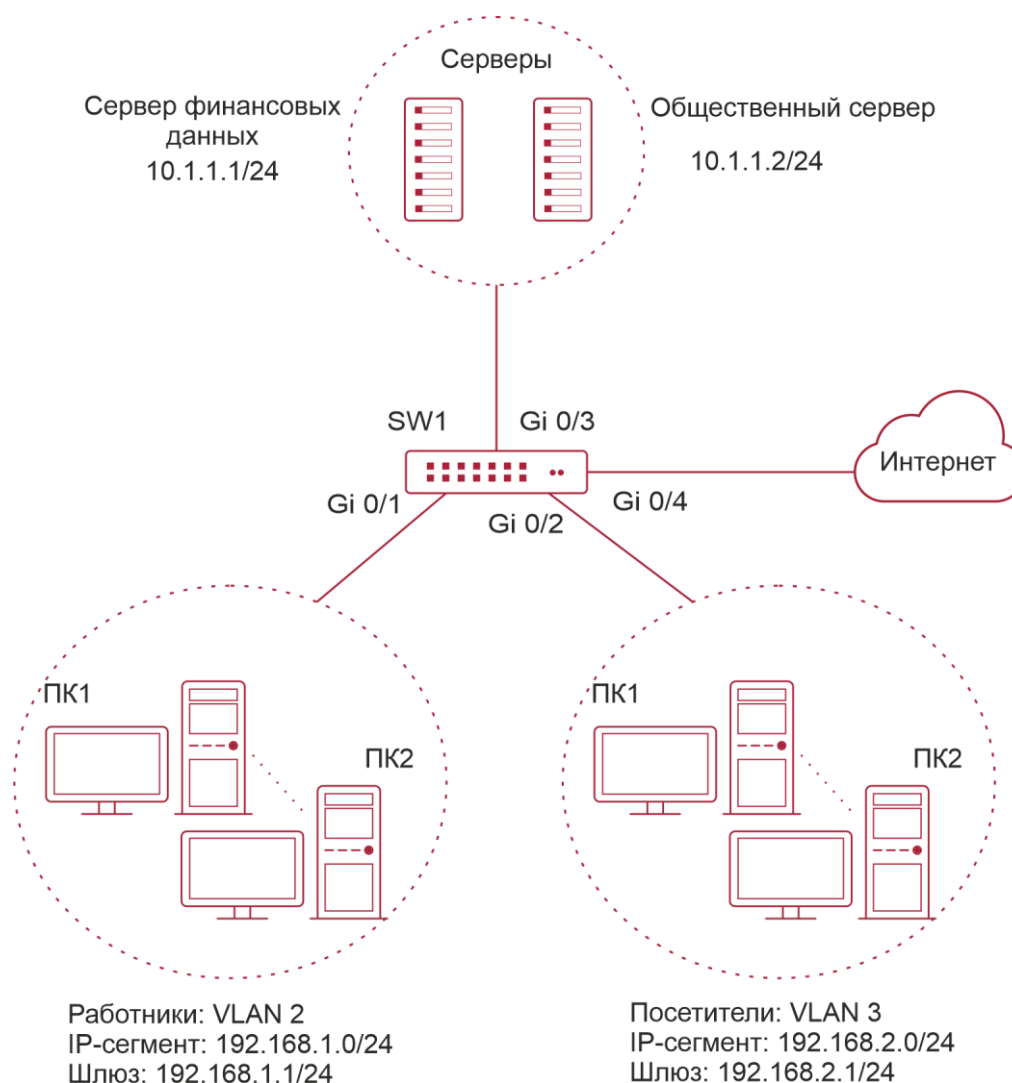 Серверы
Сервер финансовых
данных
10.1.1.1/24
Общественный сервер
10.1.1.2/24
SW1
Gi 0/3
Интернет
Gi 0/1
Gi 0/2
Gi 0/4
ПК1
ПК2
ПК1
ПК2
Работники: VLAN 2
IP-сегмент: 192.168.1.0/24
Шлюз: 192.168.1.1/24
Посетители: VLAN 3
IP-сегмент: 192.168.2.0/24
Шлюз: 192.168.2.1/24